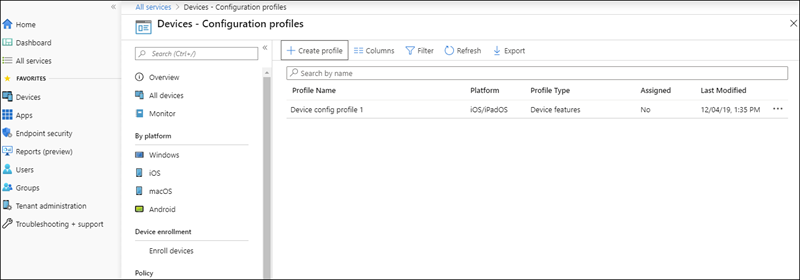 All services > Devices - Configuration profiles
Devices - Configuration profiles
Home
Dashboard
All services
FAVORITES
Devices
Apps
Endpoint security
Reports (preview)
Users
Groups
Tenant administration
Troubleshooting + support
Search (Ctrl+/)
Overview
All devices
Monitor
By platform
Windows
iOS
macOS
Android
Device enrollment
Enroll devices
Policy
Create profile Columns Filter Refresh Export
Search by name
Profile Name Platform Profile Type Assigned Last Modified
Device config profile 1 iOS/iPadOS Device features No 12/04/19, 1:35 PM